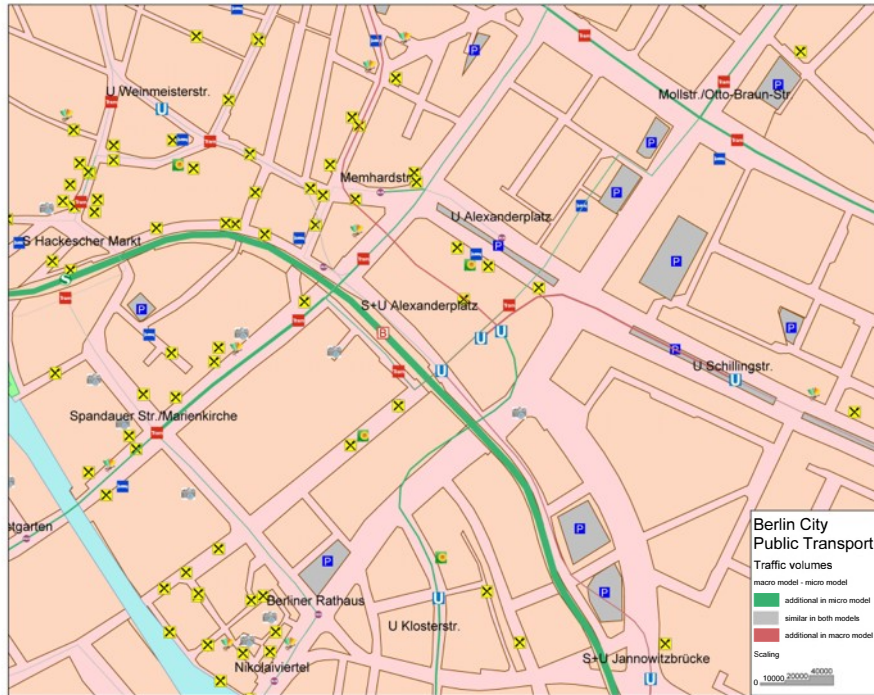 U Weinmeisterstr.
Mollstr./Otto-Braun-Str.
Memhardstr.
U Alexanderplatz
S Hackescher Markt
S+U Alexanderplatz
U Schillingstr.
Spandauer Str./Marienkirche
stgarten
Berliner Rathaus
U Klosterstr.
Nikolaiviertel
S+U Jannowitzbrücke
Berlin City
Public Transport
Traffic volumes
macro model - micro model
additional in micro model
similar in both models
additional in macro model
Scaling
0 10000 20000 40000